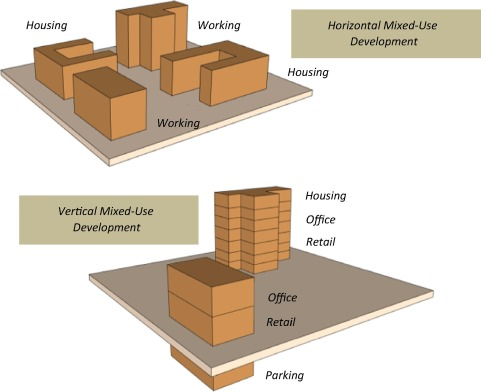 Housing
Working
Horizontal Mixed-Use
Development
Housing
Working
Vertical Mixed-Use
Development
Housing
Office
Retail
Office
Retail
Parking